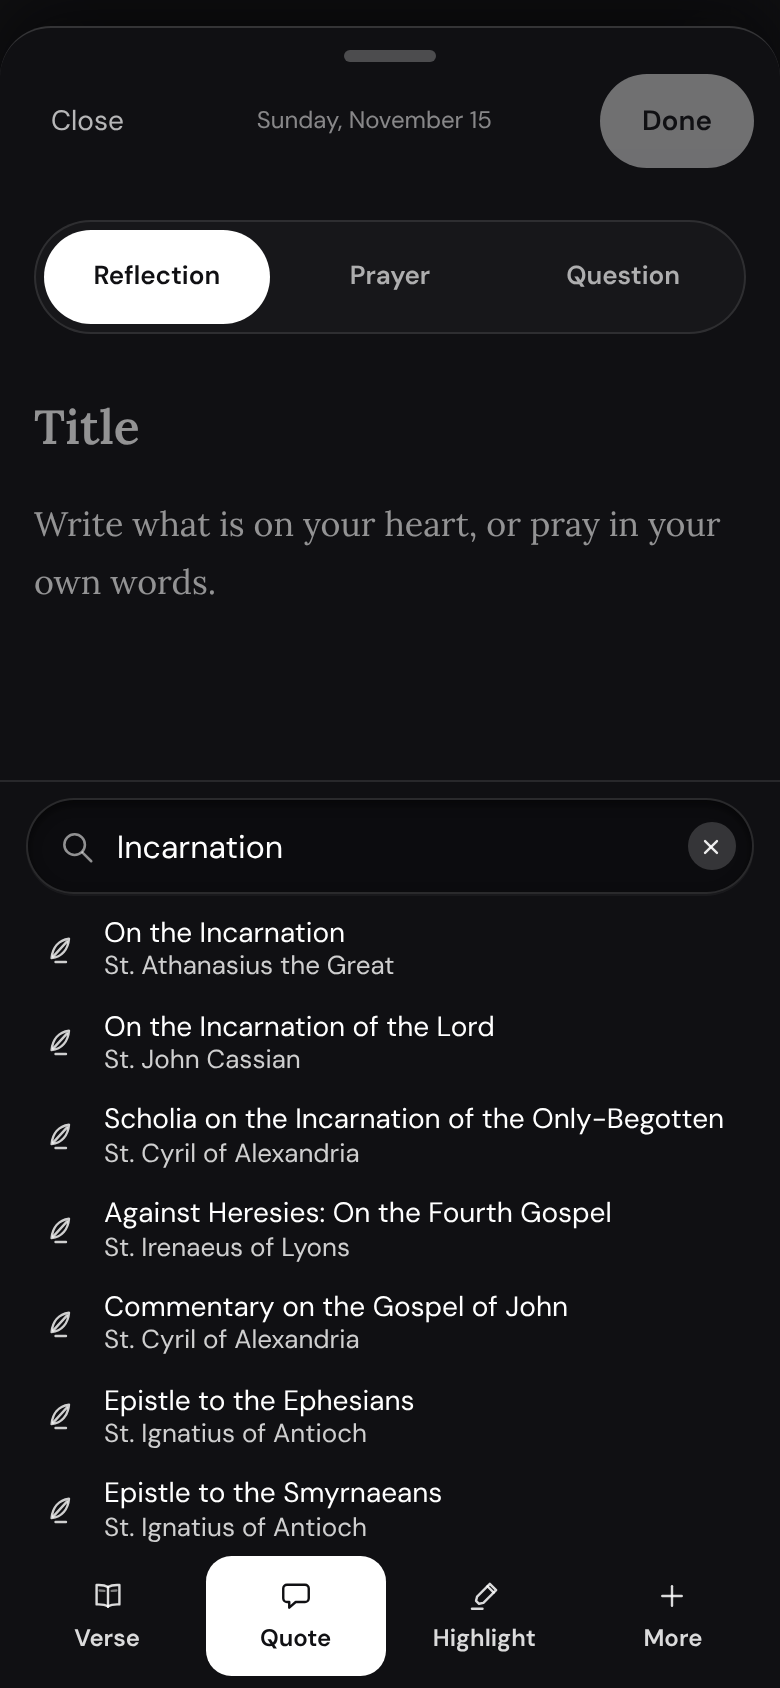 Close
Sunday, November 15
Done
Reflection
Prayer
Question
Title
Write what is on your heart, or pray in your
own words.
Incarnation
On the Incarnation
St. Athanasius the Great
On the Incarnation of the Lord
St. John Cassian
Scholia on the Incarnation of the Only-Begotten
St. Cyril of Alexandria
Against Heresies: On the Fourth Gospel
St. Irenaeus of Lyons
Commentary on the Gospel of John
St. Cyril of Alexandria
Epistle to the Ephesians
St. Ignatius of Antioch
Epistle to the Smyrnaeans
St. Ignatius of Antioch
Verse
Quote
Highlight
More